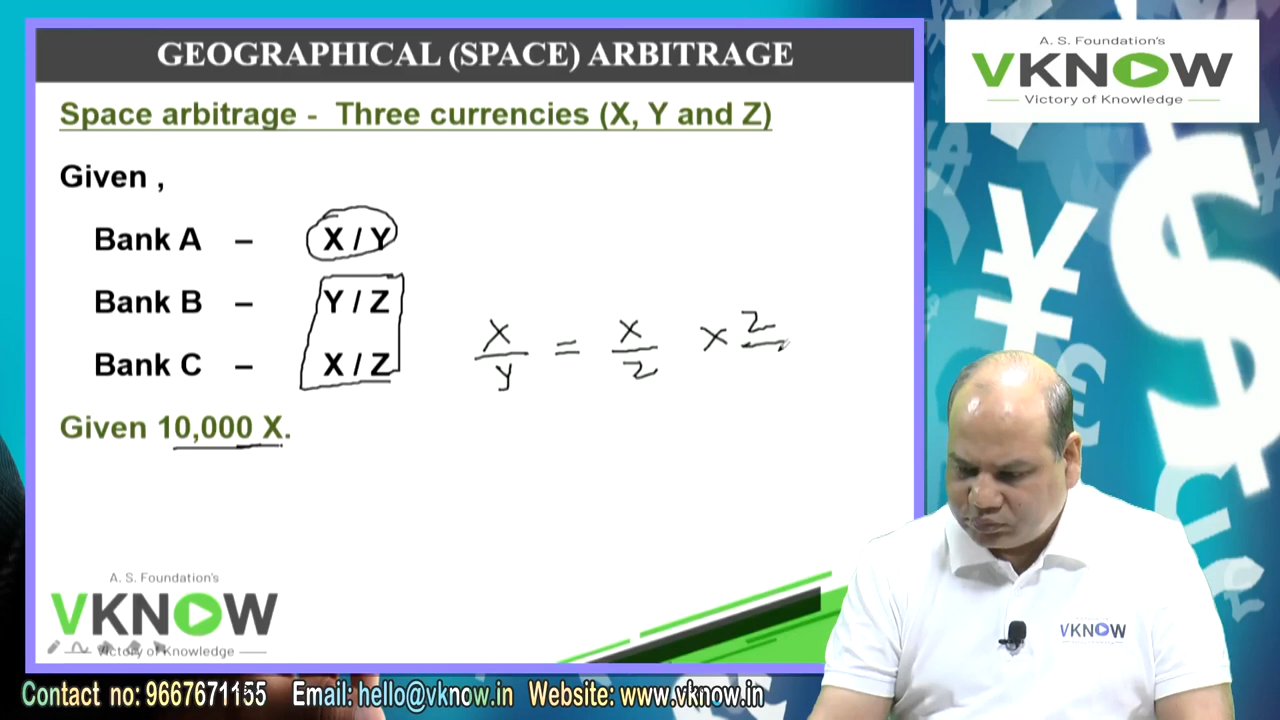 GEOGRAPHICAL (SPACE) ARBITRAGE
Space arbitrage - Three currencies (X, Y and Z)
Given ,
Bank A – X / Y
Bank B – Y / Z
Bank C – X / Z
X/y = X/z × z/
Given 10,000 X.
A. S. Foundation's
VKNOW
Victory of Knowledge
A. S. Foundation's
VKNOW
Victory of Knowledge
VKNOW
Contact no: 9667671155 Email: hello@vknow.in Website: www.vknow.in